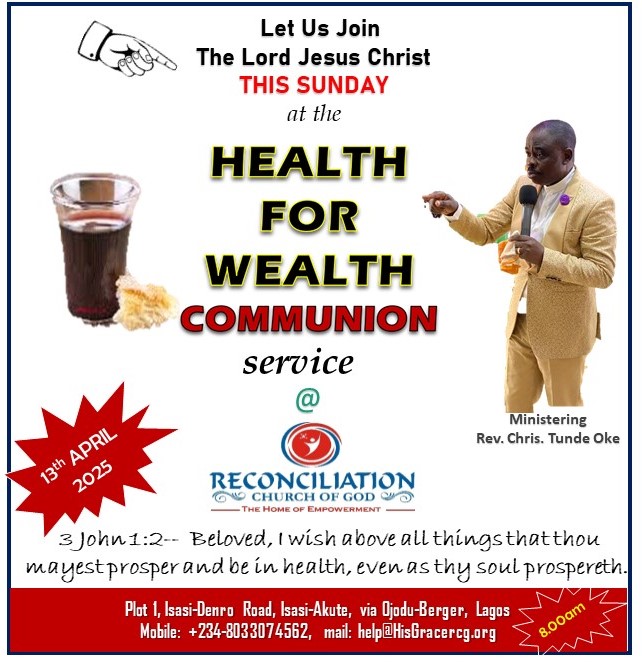 Let Us Join
The Lord Jesus Christ
THIS SUNDAY
at the
HEALTH
FOR
WEALTH
COMMUNION
service
@
Ministering
Rev. Chris. Tunde Oke
13th APRIL
2025
RECONCILIATION
CHURCH OF GOD
THE HOME OF EMPOWERMENT
3 John 1:2-- Beloved, I wish above all things that thou
mayest prosper and be in health, even as thy soul prospereth.
Plot 1, Isasi-Denro Road, Isasi-Akute, via Ojodu-Berger, Lagos
Mobile: +234-8033074562, mail: help@HisGracercg.org
8.00am